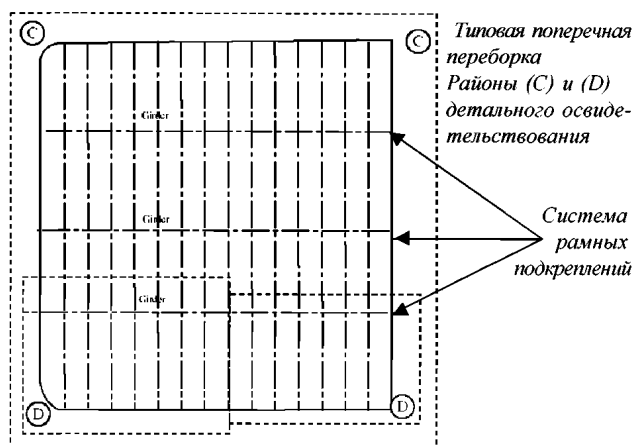 C
C
Типовая поперечная
переборка
Районы (C) и (D)
детального освиде-
тельствования
Girder
Girder
Система
рамных
подкреплений
Girder
D
D